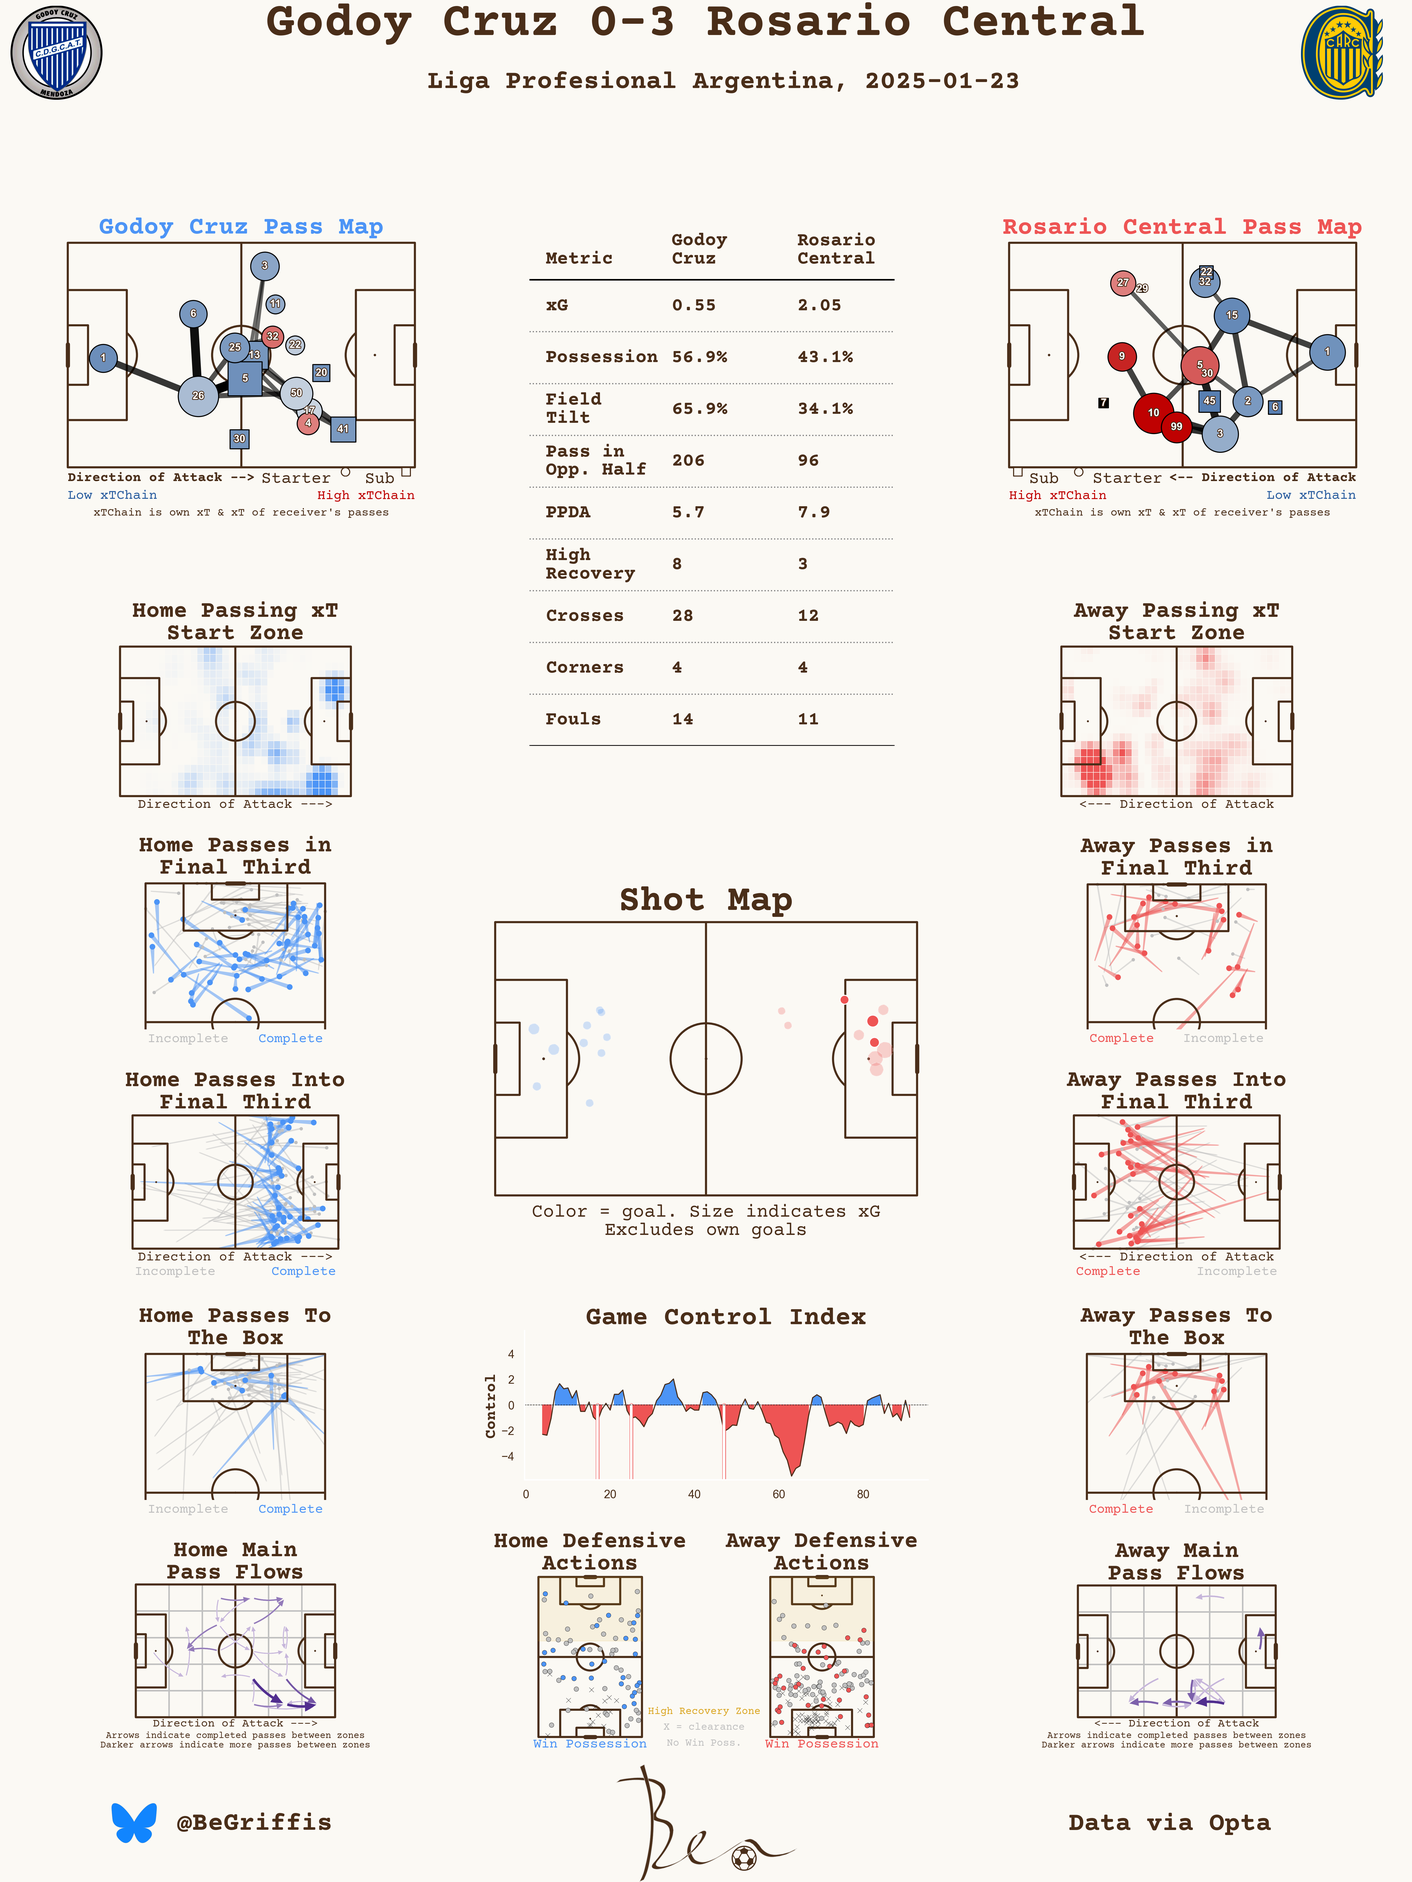 Godoy Cruz 0-3 Rosario Central
Liga Profesional Argentina, 2025-01-23
GODOY CRUZ
C.D.G.C.A.T.
MENDOZA
CARC
Godoy Cruz Pass Map
3
11
6
32
22
25
13
1
20
5
26
50
17
4
41
30
Direction of Attack --> Starter Sub
Low xTChain High xTChain
xTChain is own xT & xT of receiver's passes
Metric Godoy Cruz Rosario Central
xG 0.55 2.05
Possession 56.9% 43.1%
Field Tilt 65.9% 34.1%
Pass in Opp. Half 206 96
PPDA 5.7 7.9
High Recovery 8 3
Crosses 28 12
Corners 4 4
Fouls 14 11
Rosario Central Pass Map
22
27
29
32
15
9
1
5
30
7
45
2
6
10
99
3
Sub Starter <-- Direction of Attack
High xTChain Low xTChain
xTChain is own xT & xT of receiver's passes
Home Passing xT
Start Zone
Direction of Attack --->
Away Passing xT
Start Zone
<--- Direction of Attack
Home Passes in
Final Third
Incomplete Complete
Away Passes in
Final Third
Complete Incomplete
Shot Map
Color = goal. Size indicates xG
Excludes own goals
Home Passes Into
Final Third
Direction of Attack --->
Incomplete Complete
Away Passes Into
Final Third
<--- Direction of Attack
Complete Incomplete
Home Passes To
The Box
Incomplete Complete
Game Control Index
Control
4
2
0
−2
−4
0 20 40 60 80
Away Passes To
The Box
Complete Incomplete
Home Main
Pass Flows
Direction of Attack --->
Arrows indicate completed passes between zones
Darker arrows indicate more passes between zones
Home Defensive
Actions
Win Possession
High Recovery Zone
X = clearance
No Win Poss.
Away Defensive
Actions
Win Possession
Away Main
Pass Flows
<--- Direction of Attack
Arrows indicate completed passes between zones
Darker arrows indicate more passes between zones
@BeGriffis
Ben
Data via Opta